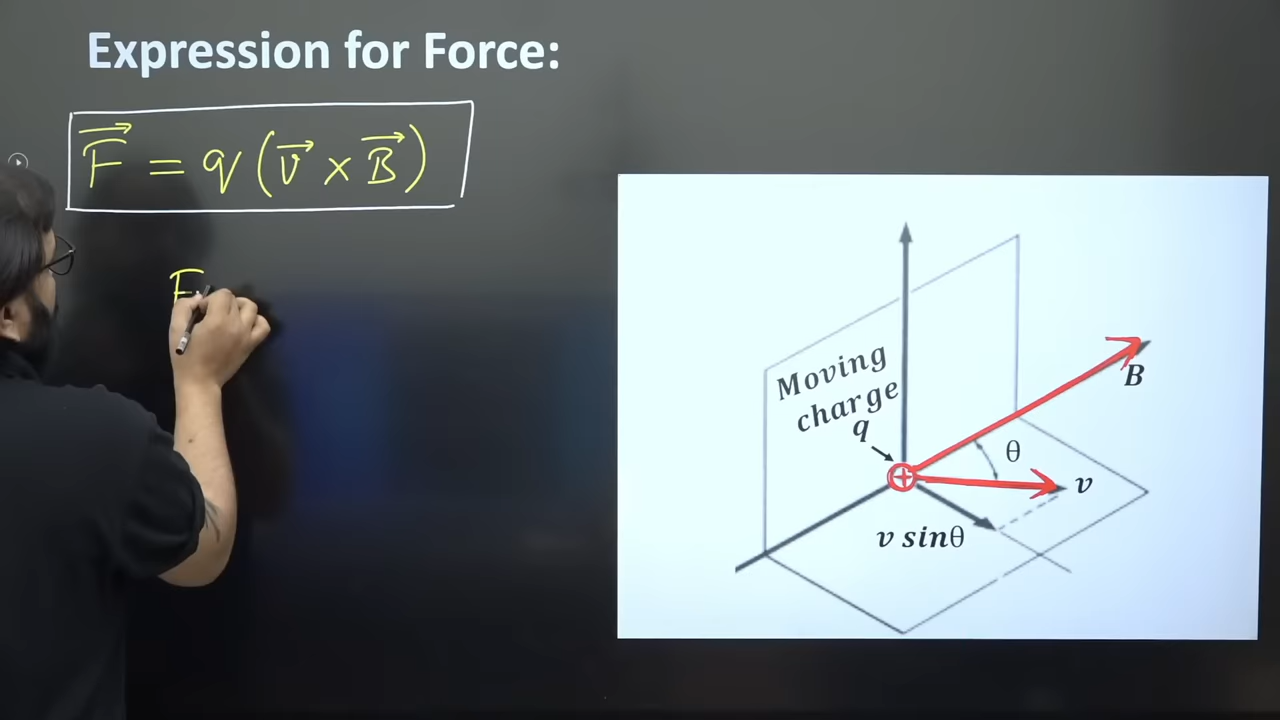 Expression for Force:
F⃗ = q (v⃗ × B⃗)
F
Moving
charge
q
B
θ
v
v sinθ